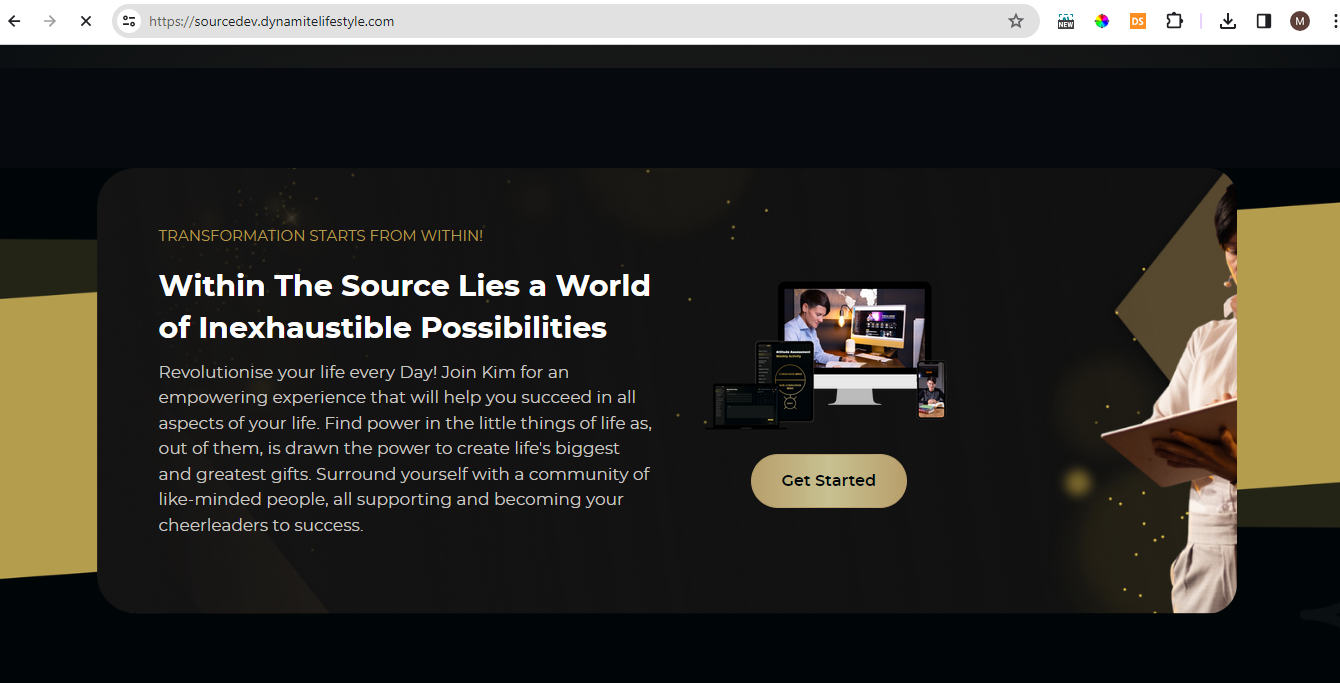 https://sourcedev.dynamitelifestyle.com
NEW
DS
M
TRANSFORMATION STARTS FROM WITHIN!
Within The Source Lies a World
of Inexhaustible Possibilities
Revolutionise your life every Day! Join Kim for an
empowering experience that will help you succeed in all
aspects of your life. Find power in the little things of life as,
out of them, is drawn the power to create life's biggest
and greatest gifts. Surround yourself with a community of
like-minded people, all supporting and becoming your
cheerleaders to success.
Attitude Assessment
Weekly Activity
Get Started